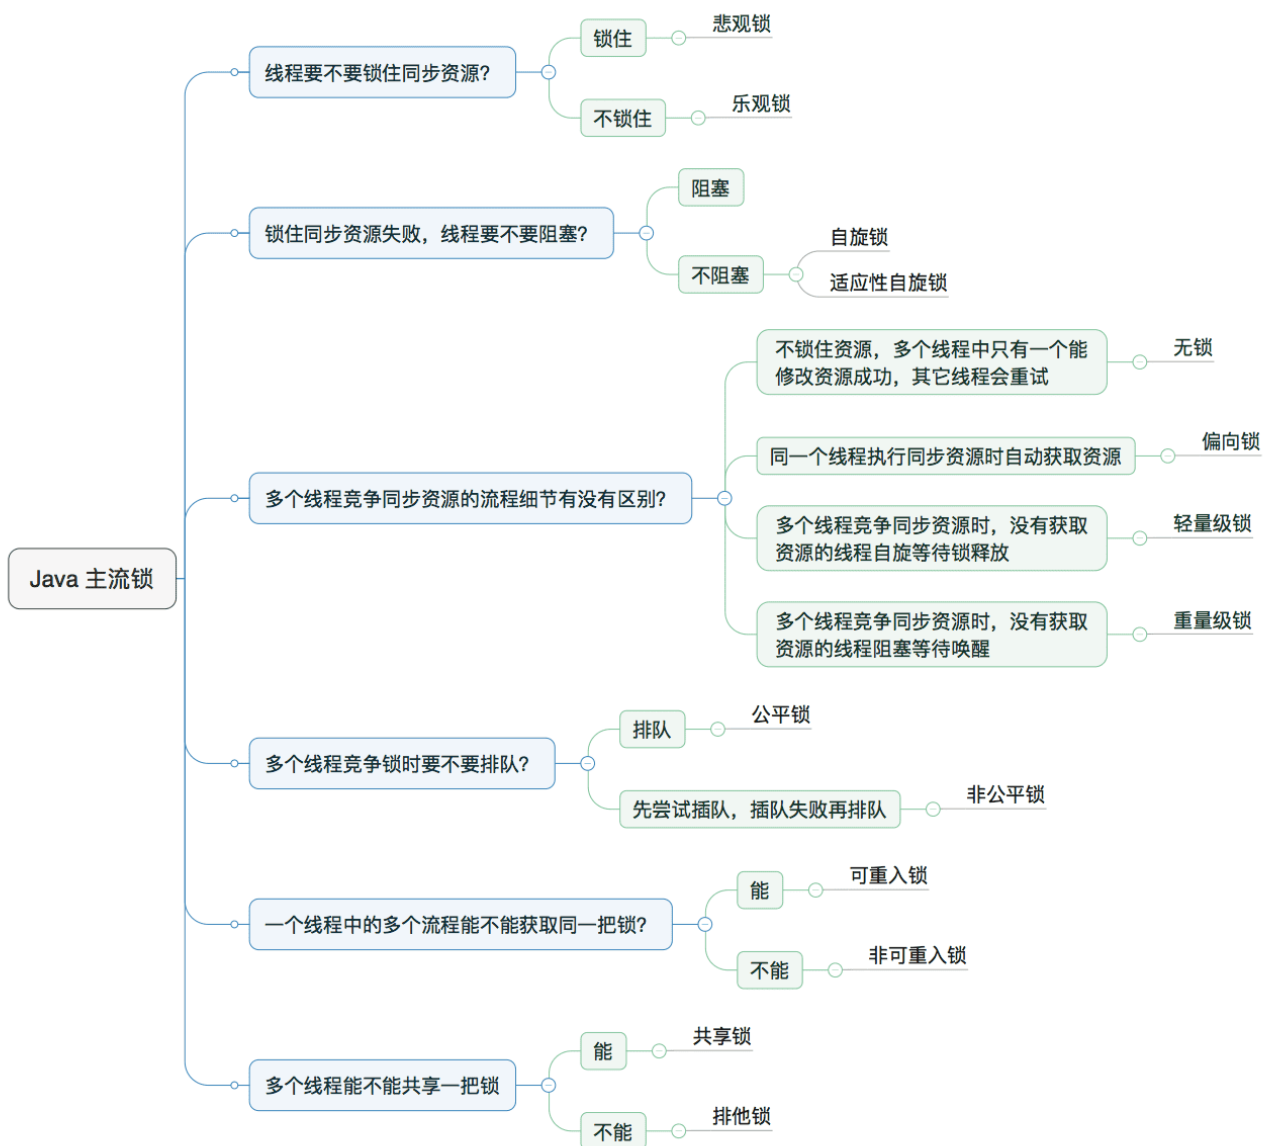 Java 主流锁
线程要不要锁住同步资源？
锁住
悲观锁
不锁住
乐观锁
锁住同步资源失败，线程要不要阻塞？
阻塞
不阻塞
自旋锁
适应性自旋锁
多个线程竞争同步资源的流程细节有没有区别？
不锁住资源，多个线程中只有一个能
修改资源成功，其它线程会重试
无锁
同一个线程执行同步资源时自动获取资源
偏向锁
多个线程竞争同步资源时，没有获取
资源的线程自旋等待锁释放
轻量级锁
多个线程竞争同步资源时，没有获取
资源的线程阻塞等待唤醒
重量级锁
多个线程竞争锁时要不要排队？
排队
公平锁
先尝试插队，插队失败再排队
非公平锁
一个线程中的多个流程能不能获取同一把锁？
能
可重入锁
不能
非可重入锁
多个线程能不能共享一把锁
能
共享锁
不能
排他锁